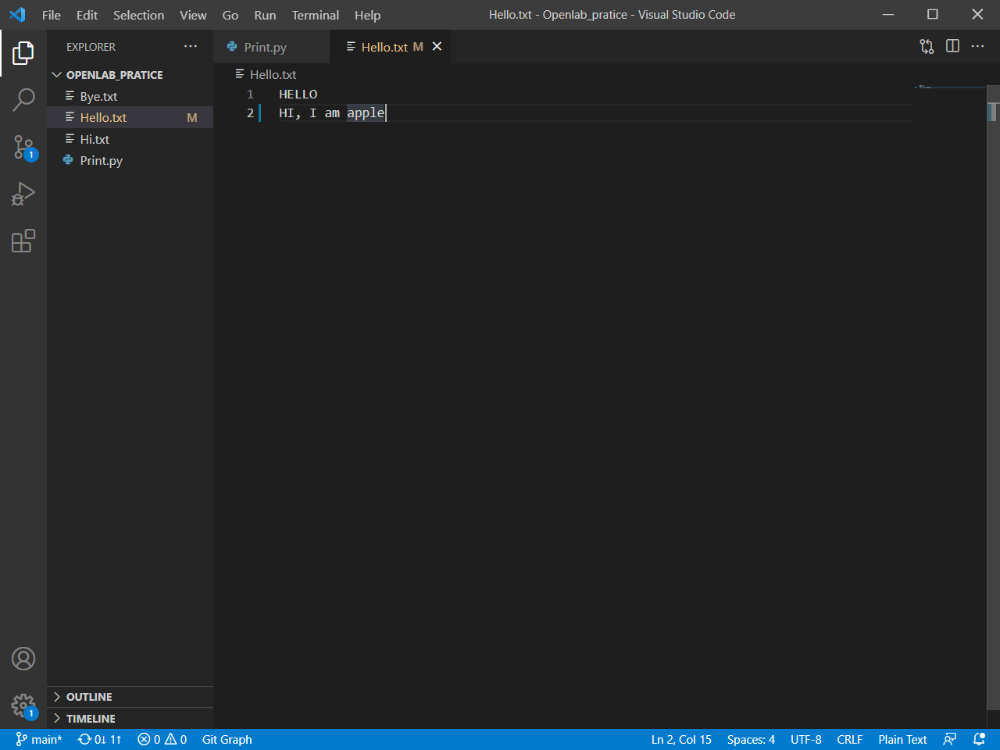 File Edit Selection View Go Run Terminal Help Hello.txt - Openlab_pratice - Visual Studio Code
EXPLORER
Print.py
Hello.txt M
OPENLAB_PRATICE
Hello.txt
Bye.txt
1 HELLO
Hello.txt M
2 HI, I am apple
Hi.txt
1
Print.py
OUTLINE
1
TIMELINE
main* 0↓ 1↑ 0 0 Git Graph Ln 2, Col 15 Spaces: 4 UTF-8 CRLF Plain Text